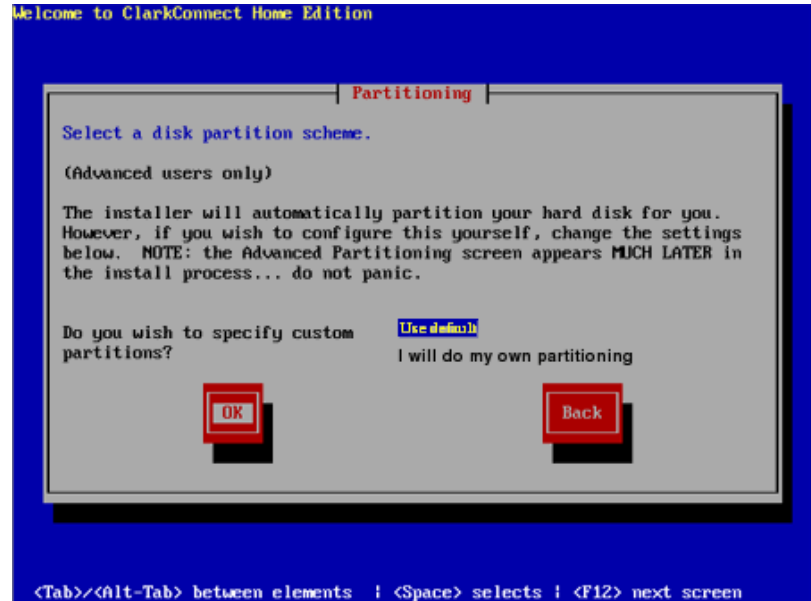 Welcome to ClarkConnect Home Edition
Partitioning
Select a disk partition scheme.
(Advanced users only)
The installer will automatically partition your hard disk for you.
However, if you wish to configure this yourself, change the settings
below. NOTE: the Advanced Partitioning screen appears MUCH LATER in
the install process... do not panic.
Do you wish to specify custom
partitions?
Use default
I will do my own partitioning
OK
Back
<Tab>/<Alt-Tab> between elements | <Space> selects | <F12> next screen